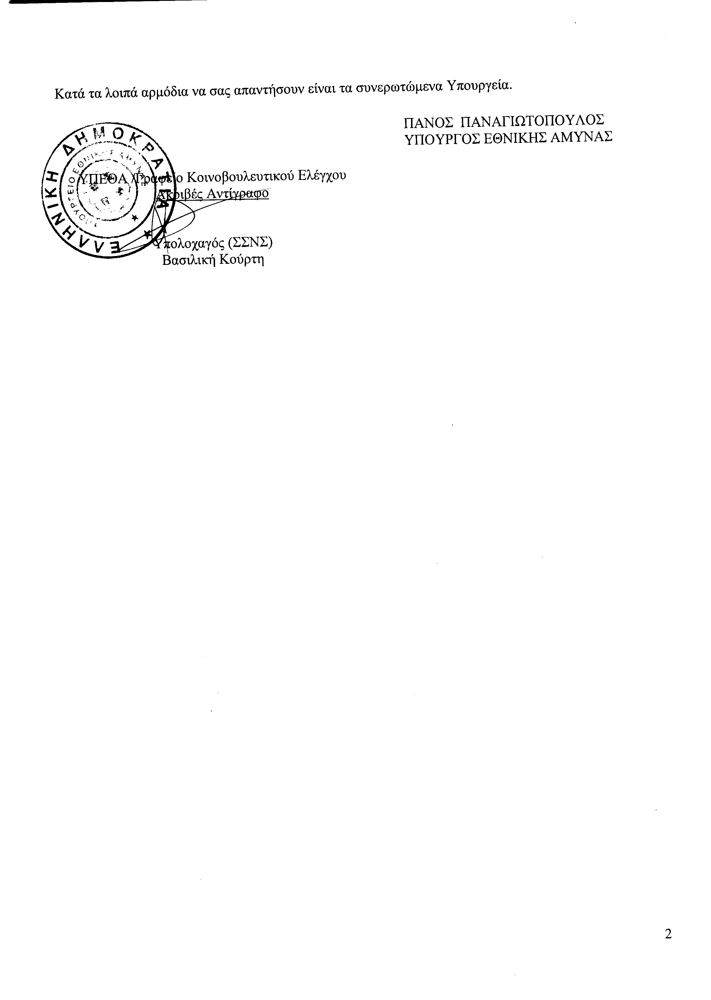 Κατά τα λοιπά αρμόδια να σας απαντήσουν είναι τα συνερωτώμενα Υπουργεία.
ΠΑΝΟΣ ΠΑΝΑΓΙΩΤΟΠΟΥΛΟΣ
ΥΠΟΥΡΓΟΣ ΕΘΝΙΚΗΣ ΑΜΥΝΑΣ
ΕΛΛΗΝΙΚΗ ΔΗΜΟΚΡΑΤΙΑ
ΥΠΟΥΡΓΕΙΟ ΕΘΝΙΚΗΣ ΑΜΥΝΑΣ
ΥΠΕΘΑ /Γραφείο Κοινοβουλευτικού Ελέγχου
Ακριβές Αντίγραφο
Υπολοχαγός (ΣΣΝΣ)
Βασιλική Κούρτη
2